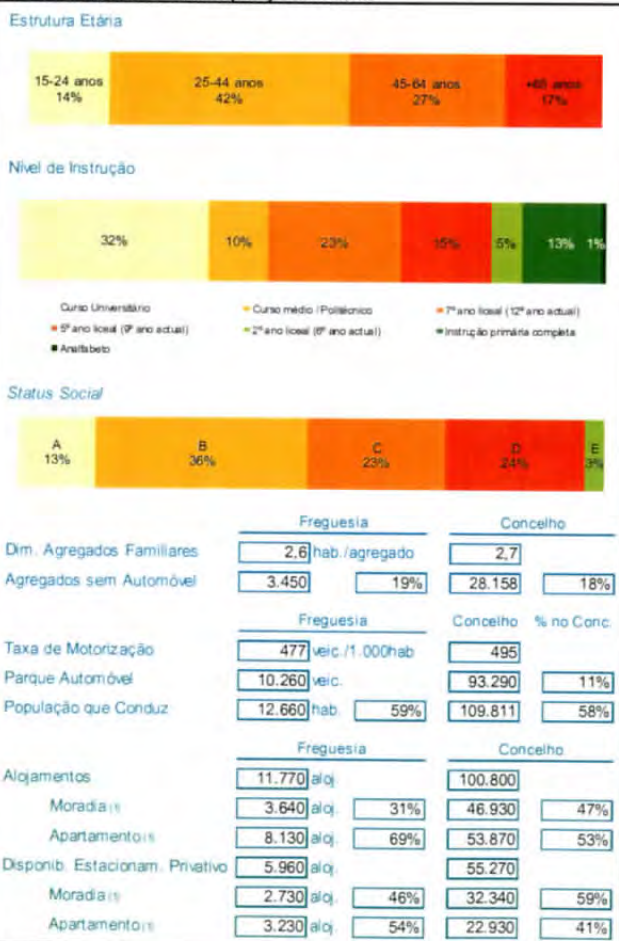 Estrutura Etária
15-24 anos 25-44 anos 45-64 anos +65 anos
14% 42% 27% 17%
Nível de Instrução
32% 10% 23% 15% 5% 13% 1%
Curso Universitário Curso médio / Politécnico 7º ano liceal (12º ano actual)
5º ano liceal (9º ano actual) 2º ano liceal (6º ano actual) Instrução primária completa
Analfabeto
Status Social
A B C D E
13% 36% 23% 24% 3%
Freguesia Concelho
Dim. Agregados Familiares 2,6 hab./agregado 2,7
Agregados sem Automóvel 3.450 19% 28.158 18%
Freguesia Concelho % no Conc.
Taxa de Motorização 477 veic./1.000hab 495
Parque Automóvel 10.260 veic. 93.290 11%
População que Conduz 12.660 hab. 59% 109.811 58%
Freguesia Concelho
Alojamentos 11.770 aloj. 100.800
Moradia (1) 3.640 aloj. 31% 46.930 47%
Apartamento (1) 8.130 aloj. 69% 53.870 53%
Disponib. Estacionam. Privativo 5.960 aloj. 55.270
Moradia (1) 2.730 aloj. 46% 32.340 59%
Apartamento (1) 3.230 aloj. 54% 22.930 41%